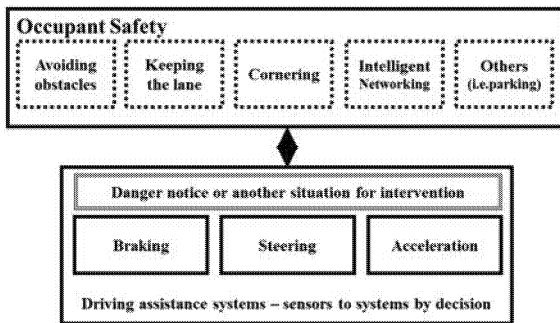 Occupant Safety
Avoiding
obstacles
Keeping
the lane
Cornering
Intelligent
Networking
Others
(i.e.parking)
Danger notice or another situation for intervention
Braking
Steering
Acceleration
Driving assistance systems – sensors to systems by decision